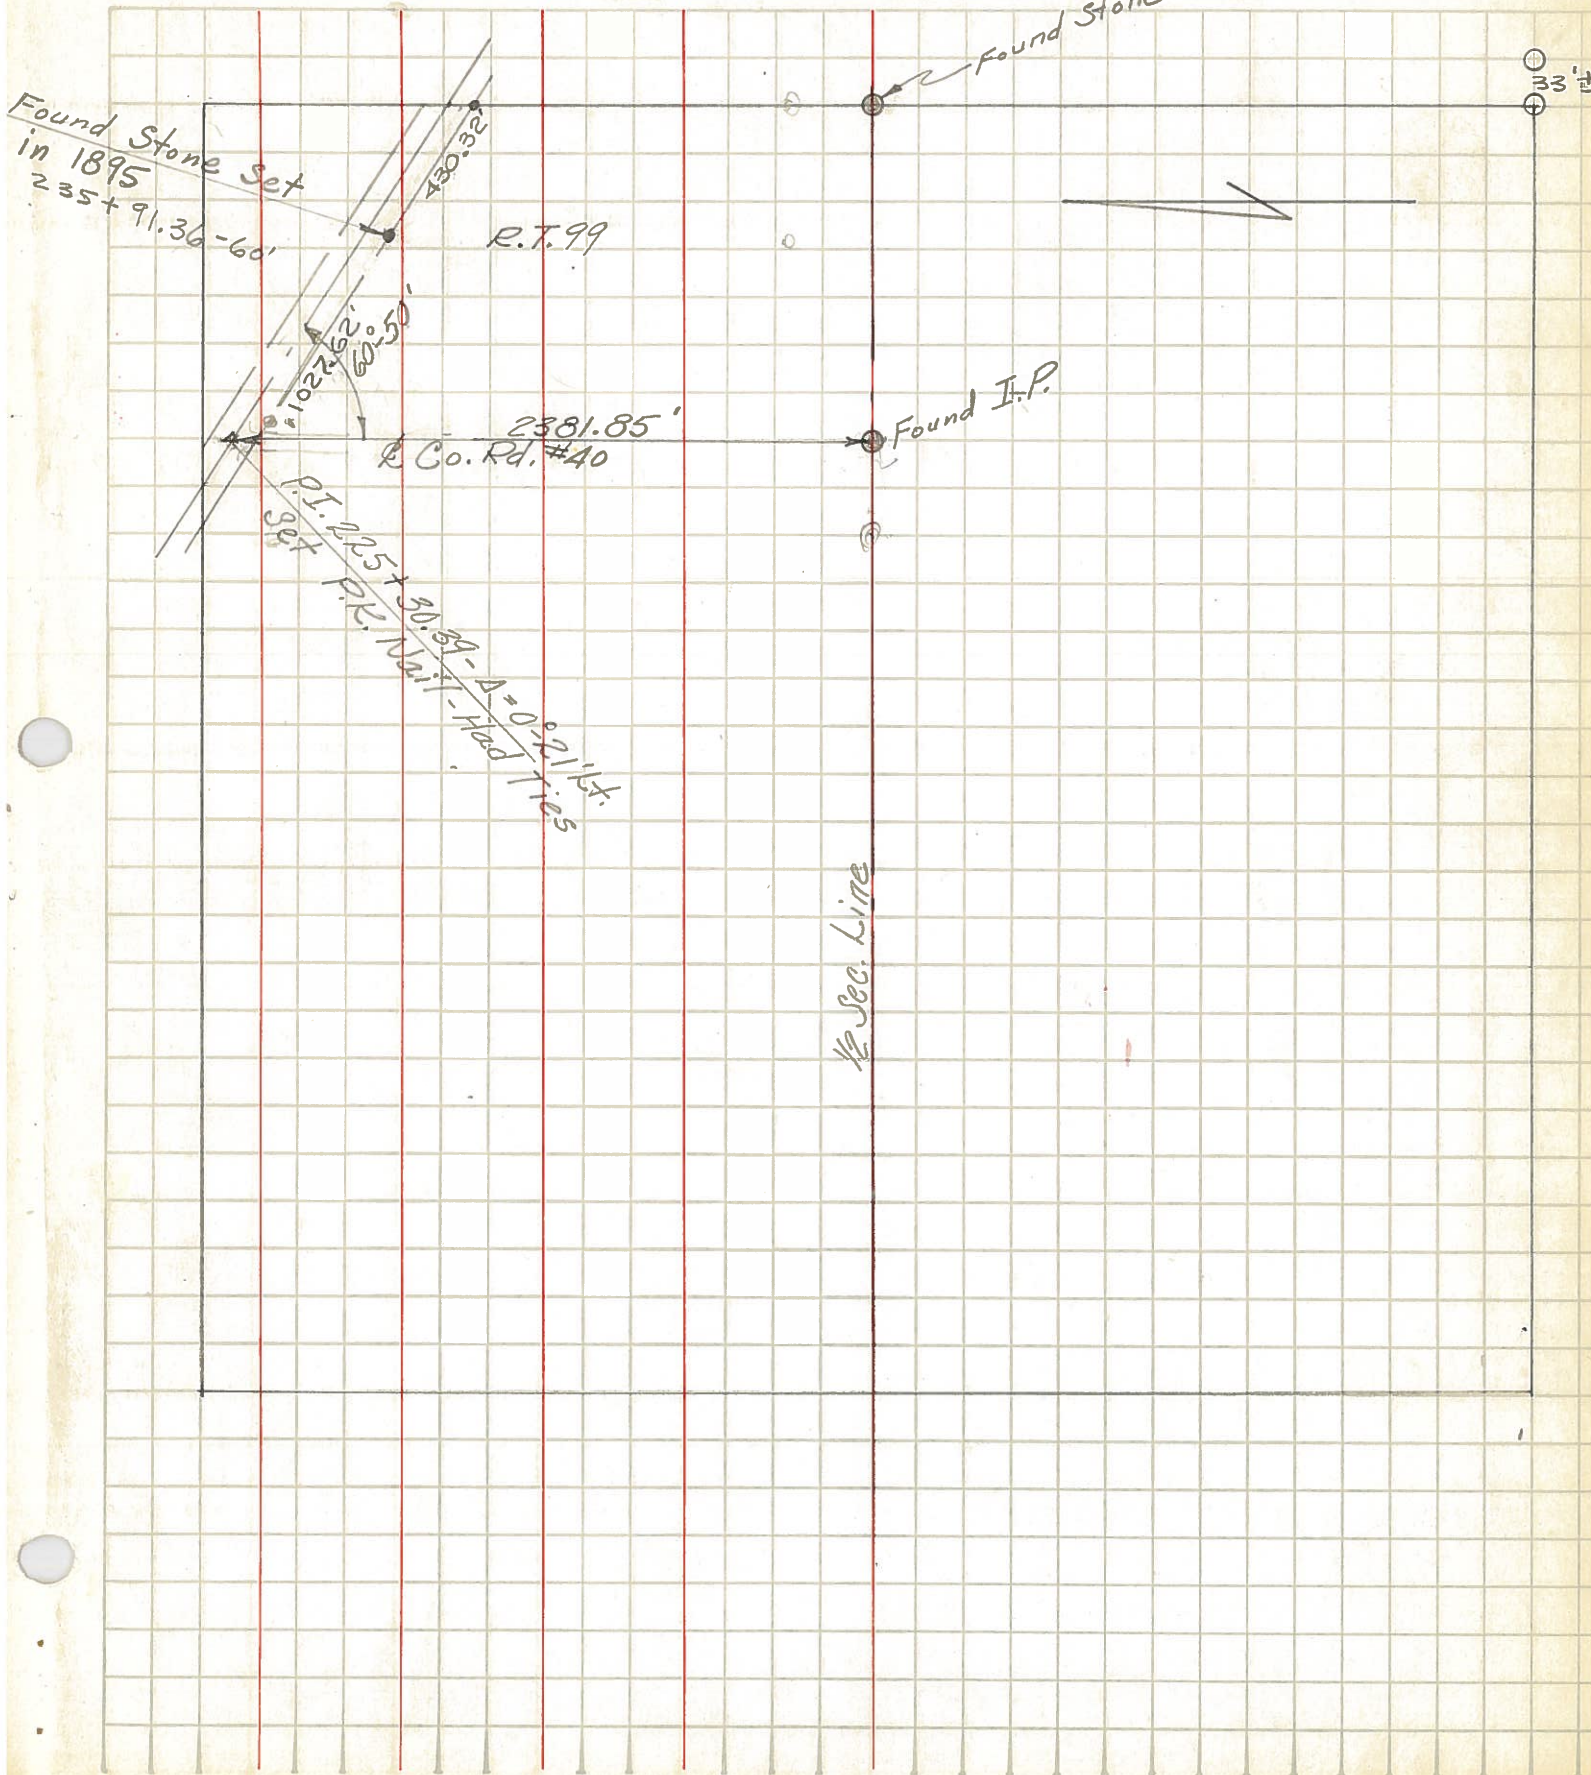 Found Stone
33'±
Found Stone Set
in 1895
235+91.36-60'
430.32'
R.T.99
1027.62'
60°-50'
2381.85'
℄ Co. Rd. #40
Found I.P.
P.I. 225+30.39-Δ=0°-21' Lt.
Set P.K. Nail-Had Ties
1/2 Sec. Line